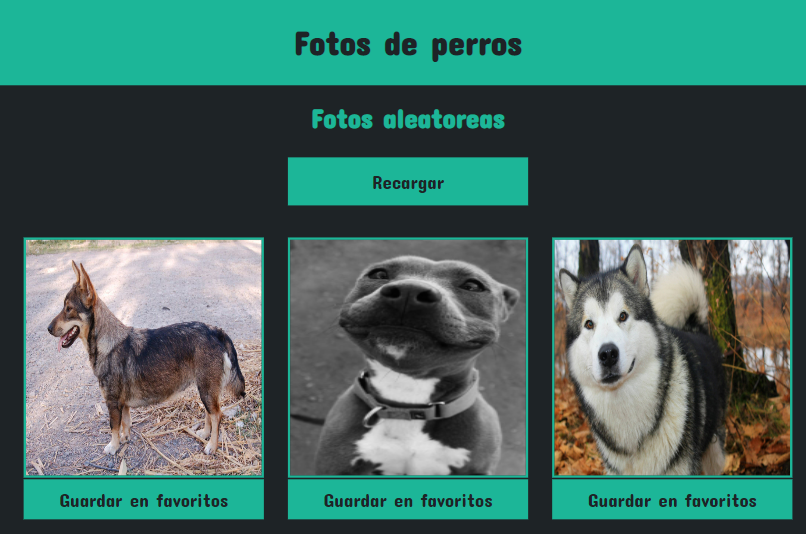 Fotos de perros
Fotos aleatoreas
Recargar
Guardar en favoritos
Guardar en favoritos
Guardar en favoritos